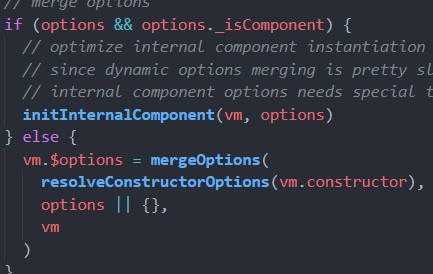 // merge options
if (options && options._isComponent) {
// optimize internal component instantiation
// since dynamic options merging is pretty
// internal component options needs special
initInternalComponent(vm, options)
} else {
vm.$options = mergeOptions(
resolveConstructorOptions(vm.constructor),
options || {},
vm
)
}